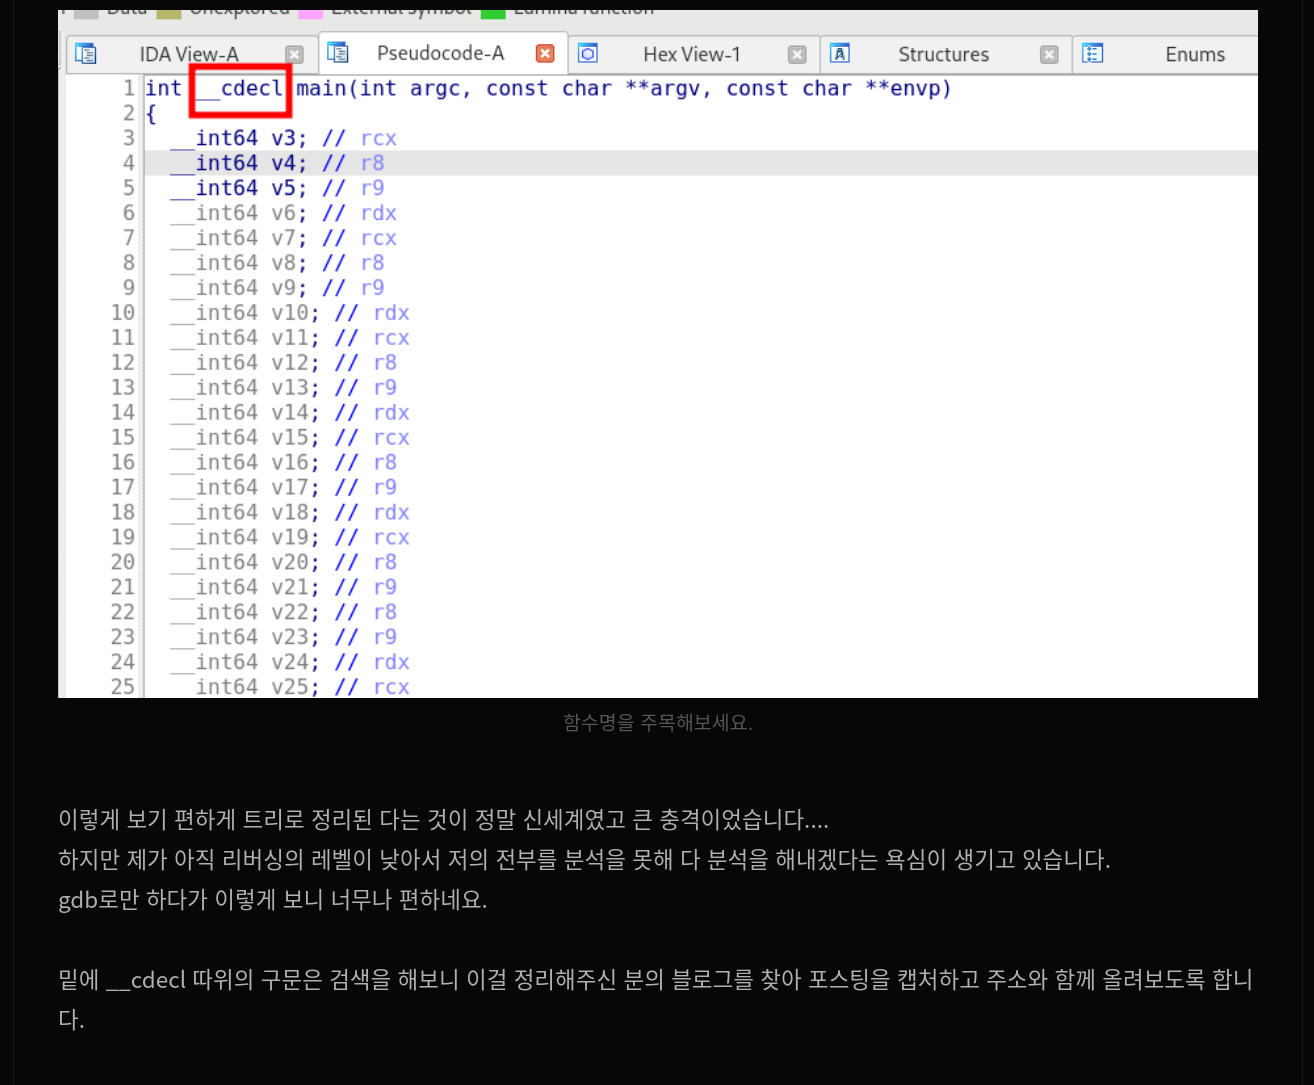 Data Unexplored External symbol Lumina function
IDA View-A Pseudocode-A Hex View-1 Structures Enums
1 int __cdecl main(int argc, const char **argv, const char **envp)
2 {
3 __int64 v3; // rcx
4 __int64 v4; // r8
5 __int64 v5; // r9
6 __int64 v6; // rdx
7 __int64 v7; // rcx
8 __int64 v8; // r8
9 __int64 v9; // r9
10 __int64 v10; // rdx
11 __int64 v11; // rcx
12 __int64 v12; // r8
13 __int64 v13; // r9
14 __int64 v14; // rdx
15 __int64 v15; // rcx
16 __int64 v16; // r8
17 __int64 v17; // r9
18 __int64 v18; // rdx
19 __int64 v19; // rcx
20 __int64 v20; // r8
21 __int64 v21; // r9
22 __int64 v22; // r8
23 __int64 v23; // r9
24 __int64 v24; // rdx
25 int64 v25; // rcx
함수명을 주목해보세요.
이렇게 보기 편하게 트리로 정리된 다는 것이 정말 신세계였고 큰 충격이었습니다....
하지만 제가 아직 리버싱의 레벨이 낮아서 저의 전부를 분석을 못해 다 분석을 해내겠다는 욕심이 생기고 있습니다.
gdb로만 하다가 이렇게 보니 너무나 편하네요.
밑에 __cdecl 따위의 구문은 검색을 해보니 이걸 정리해주신 분의 블로그를 찾아 포스팅을 캡처하고 주소와 함께 올려보도록 합니
다.